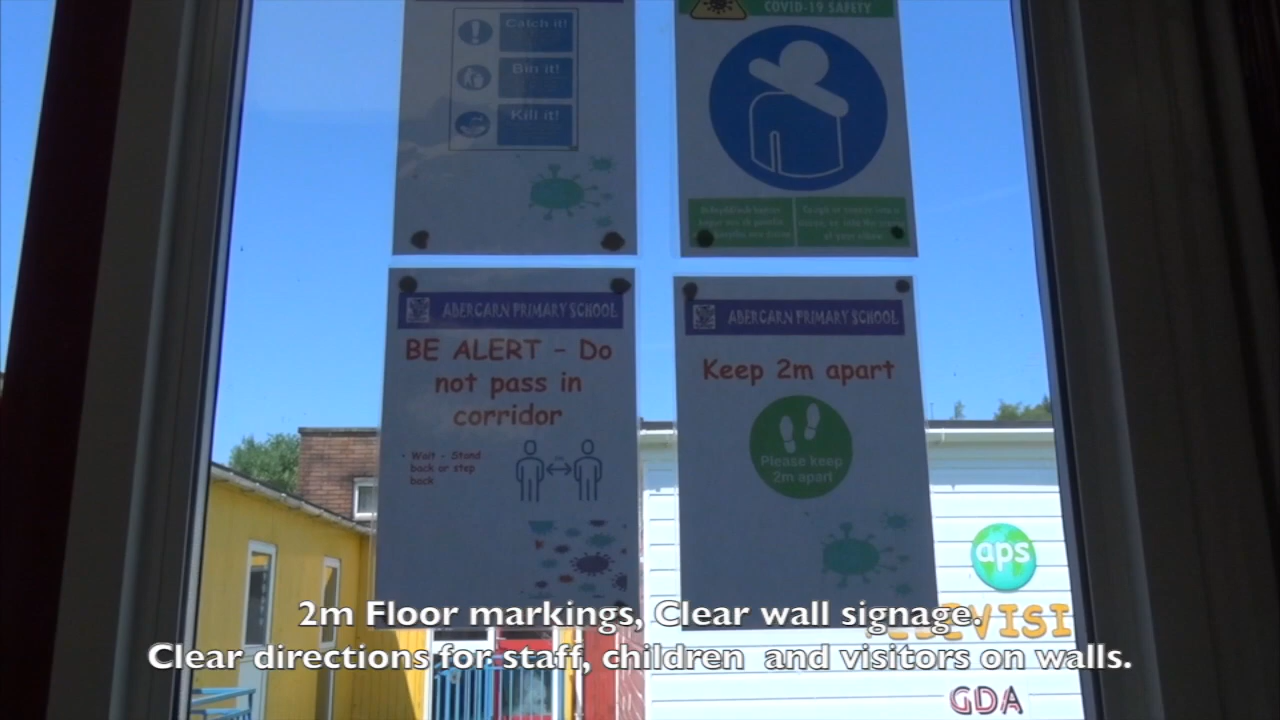 Catch it!
Bin it!
Kill it!
COVID-19 SAFETY
ABERCARN PRIMARY SCHOOL
BE ALERT - Do
not pass in
corridor
Wait - Stand
back or step
back
ABERCARN PRIMARY SCHOOL
Keep 2m apart
Please keep
2m apart
aps
GDA
2m Floor markings, Clear wall signage.
Clear directions for staff, children and visitors on walls.